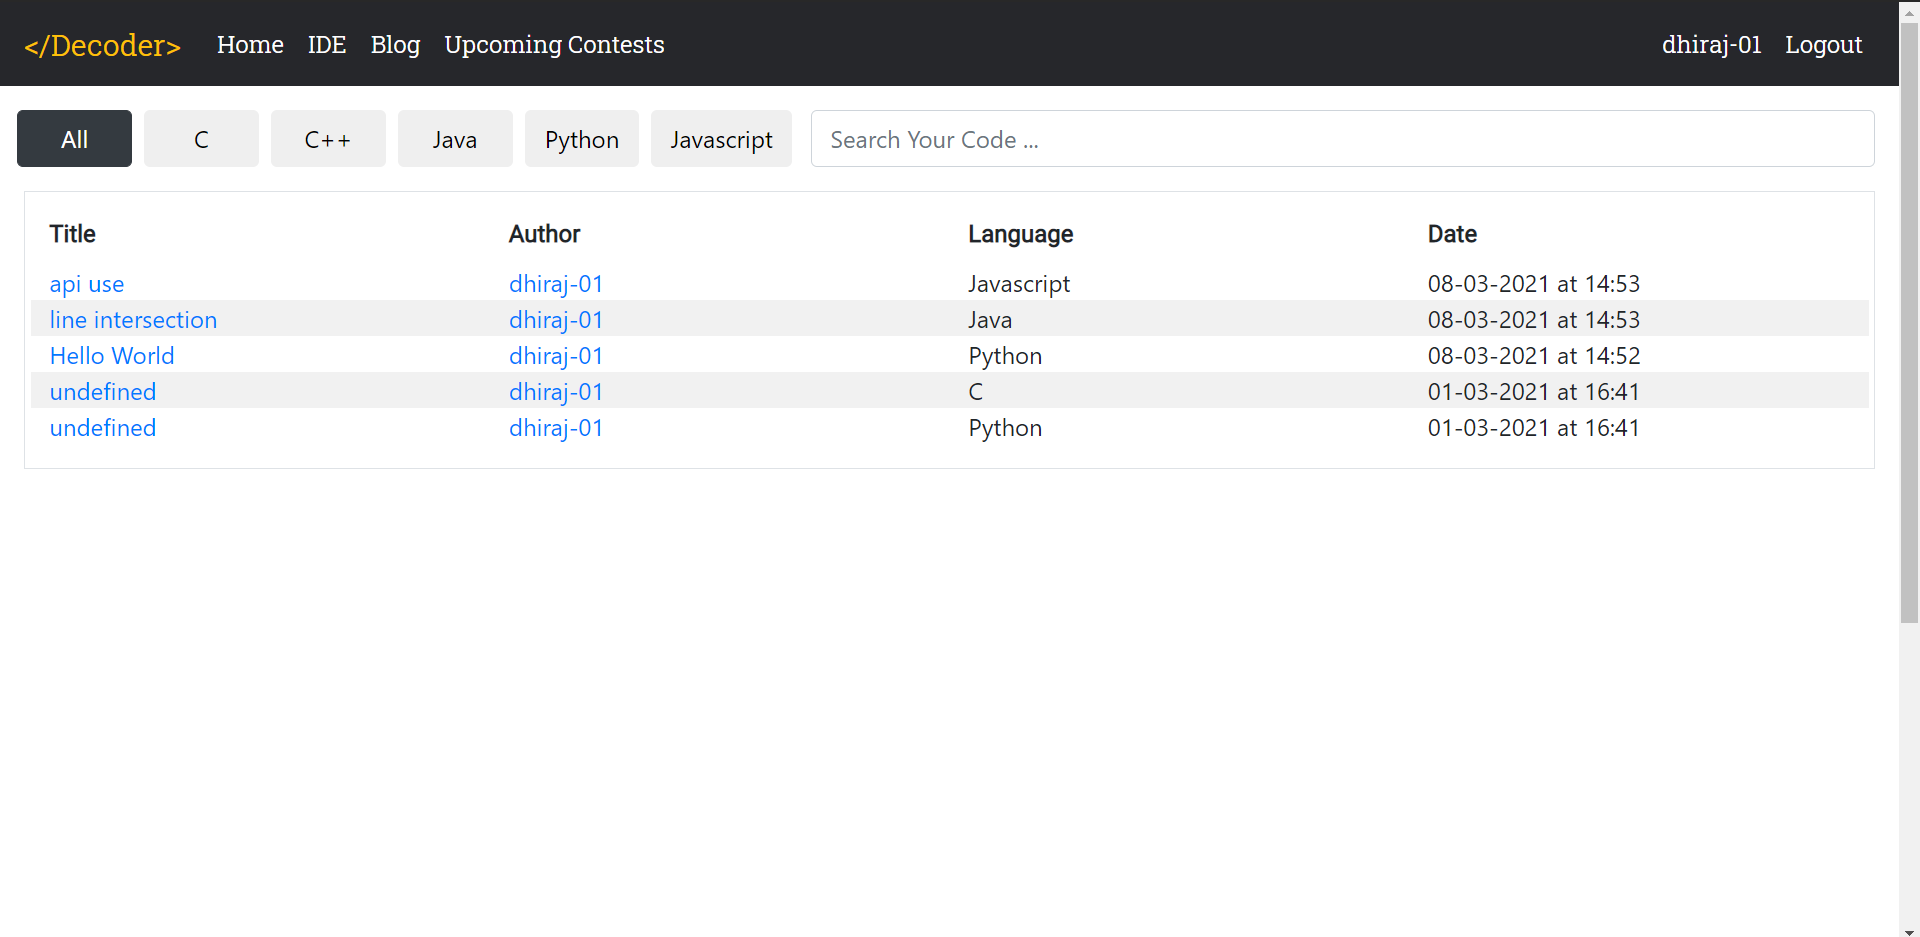 </Decoder> Home IDE Blog Upcoming Contests dhiraj-01 Logout
All C C++ Java Python Javascript Search Your Code ...
Title Author Language Date
api use dhiraj-01 Javascript 08-03-2021 at 14:53
line intersection dhiraj-01 Java 08-03-2021 at 14:53
Hello World dhiraj-01 Python 08-03-2021 at 14:52
undefined dhiraj-01 C 01-03-2021 at 16:41
undefined dhiraj-01 Python 01-03-2021 at 16:41